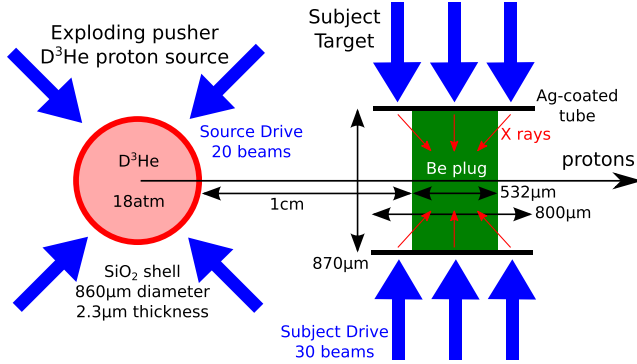 Exploding pusher
D³He proton source
Subject
Target
Source Drive
20 beams
Ag-coated
tube
X rays
D³He
18atm
Be plug
protons
1cm
532μm
800μm
870μm
SiO₂ shell
860μm diameter
2.3μm thickness
Subject Drive
30 beams